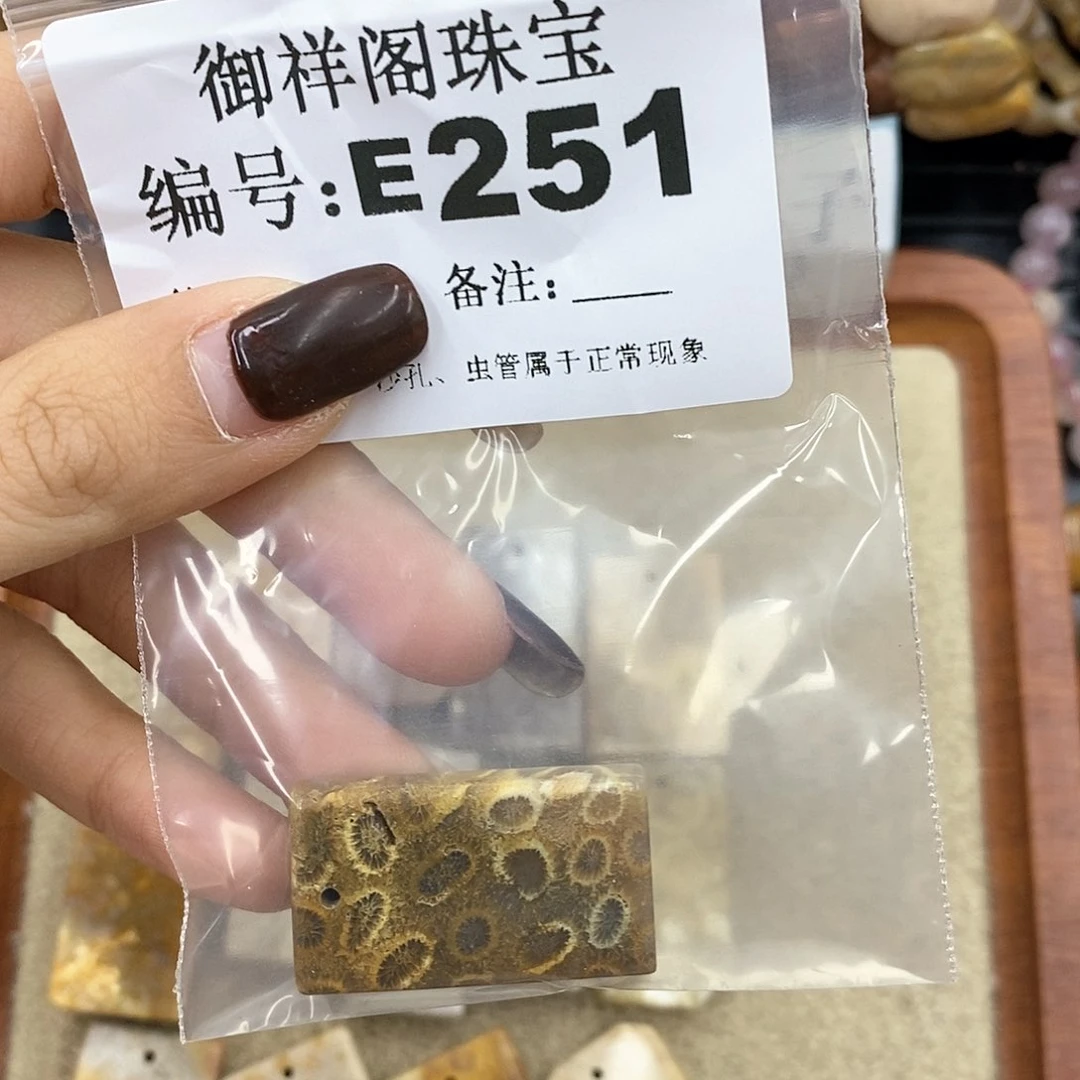 御祥阁珠宝
编号:E251
备注:____
孔、虫管属于正常现象